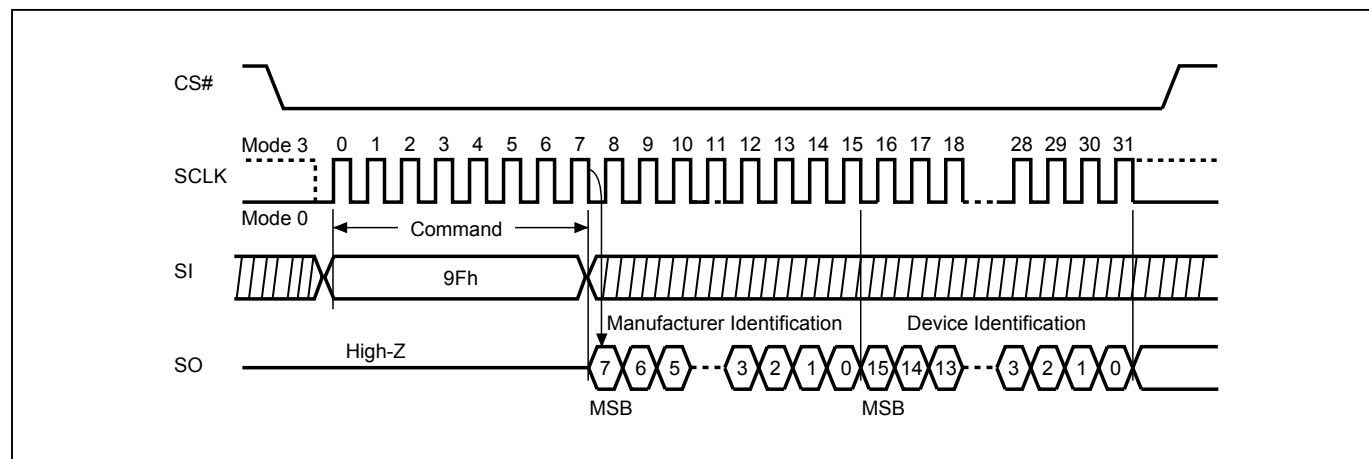 CS#
Mode 3 0 1 2 3 4 5 6 7 8 9 10 11 12 13 14 15 16 17 18 28 29 30 31
SCLK
Mode 0
Command
SI 9Fh
Manufacturer Identification Device Identification
High-Z
SO 7 6 5 3 2 1 0 15 14 13 3 2 1 0
MSB MSB